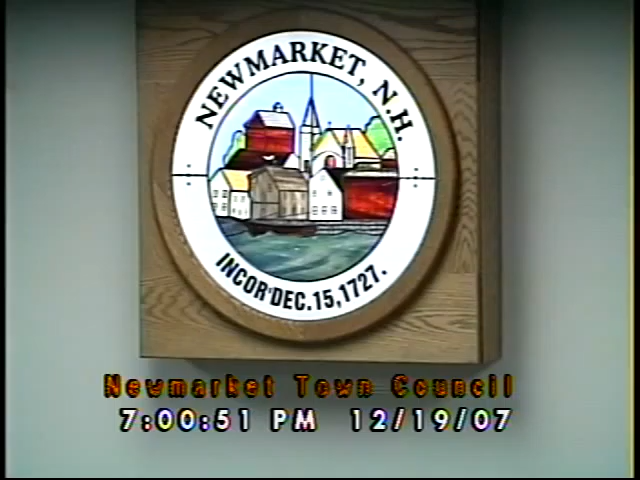 NEWMARKET, N.H.
INCOR'DEC.15,1727.
Newmarket Town Council
7:00:51 PM 12/19/07